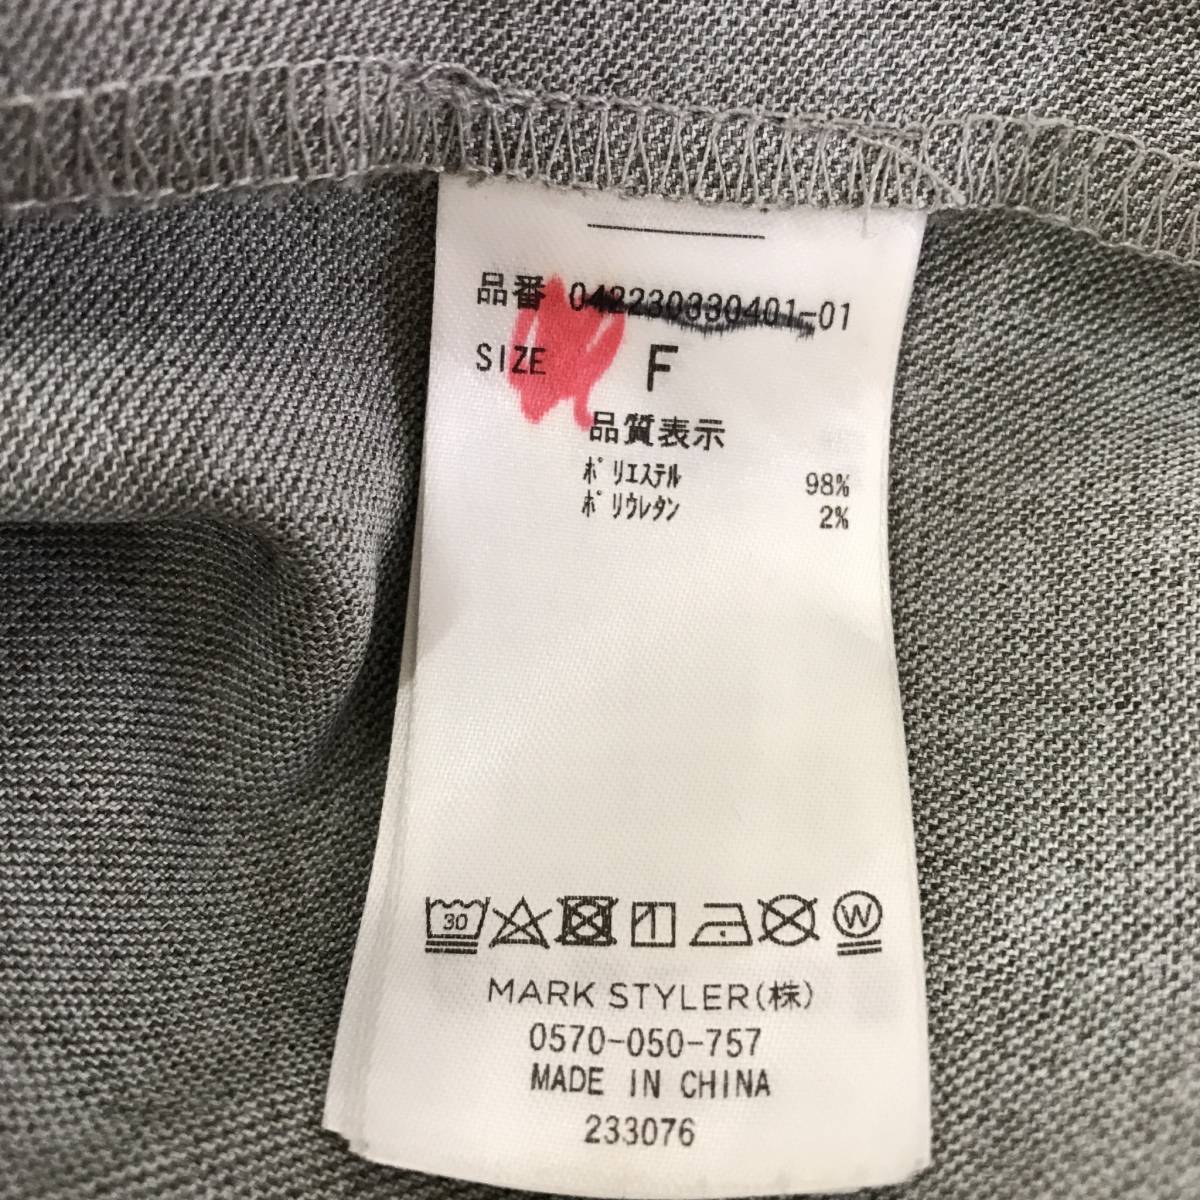 品番 042230330401-01
SIZE F
品質表示
ﾎﾟﾘｴｽﾃﾙ 98%
ﾎﾟﾘｳﾚﾀﾝ 2%
30 W
MARK STYLER(株)
0570-050-757
MADE IN CHINA
233076